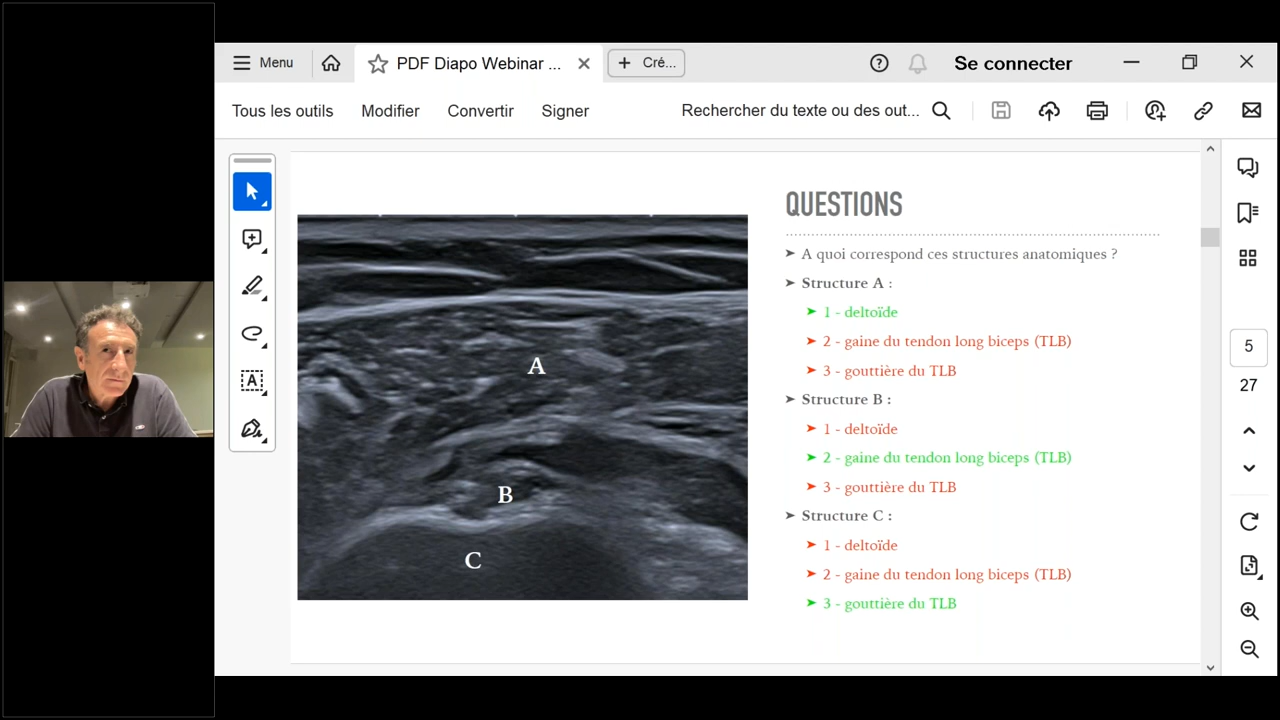 Menu
PDF Diapo Webinar ...
Cré...
Se connecter
Tous les outils
Modifier
Convertir
Signer
Rechercher du texte ou des out...
QUESTIONS
A quoi correspond ces structures anatomiques ?
Structure A :
1 - deltoïde
2 - gaine du tendon long biceps (TLB)
3 - gouttière du TLB
Structure B :
1 - deltoïde
2 - gaine du tendon long biceps (TLB)
3 - gouttière du TLB
Structure C :
1 - deltoïde
2 - gaine du tendon long biceps (TLB)
3 - gouttière du TLB
A
B
C
A
5
27